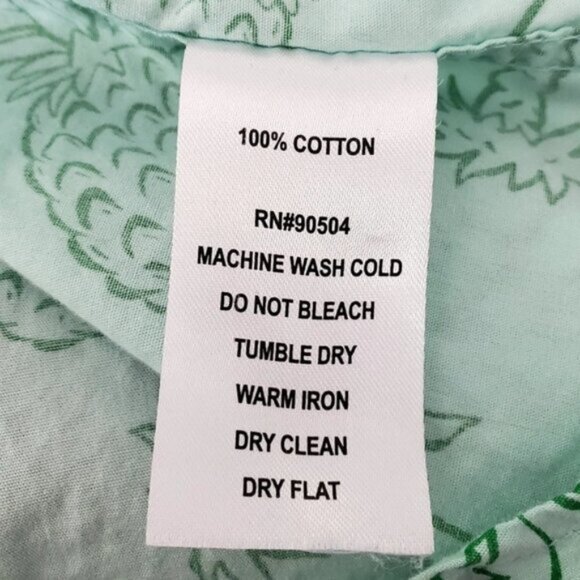 100% COTTON
RN#90504
MACHINE WASH COLD
DO NOT BLEACH
TUMBLE DRY
WARM IRON
DRY CLEAN
DRY FLAT